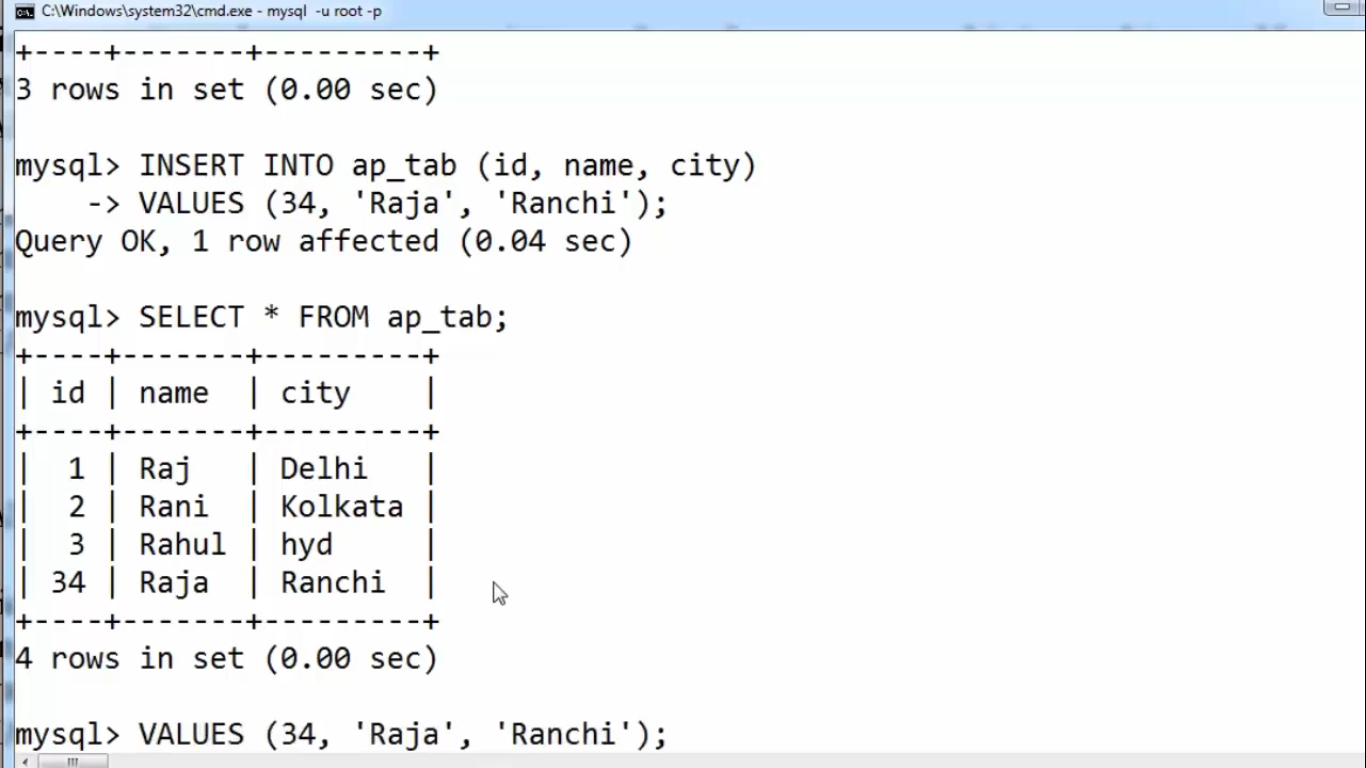 C:\Windows\system32\cmd.exe - mysql  -u root -p
+----+-------+---------+
3 rows in set (0.00 sec)
mysql> INSERT INTO ap_tab (id, name, city)
    -> VALUES (34, 'Raja', 'Ranchi');
Query OK, 1 row affected (0.04 sec)
mysql> SELECT * FROM ap_tab;
+----+-------+---------+
| id | name  | city    |
+----+-------+---------+
|  1 | Raj   | Delhi   |
|  2 | Rani  | Kolkata |
|  3 | Rahul | hyd     |
| 34 | Raja  | Ranchi  |
+----+-------+---------+
4 rows in set (0.00 sec)
mysql> VALUES (34, 'Raja', 'Ranchi');